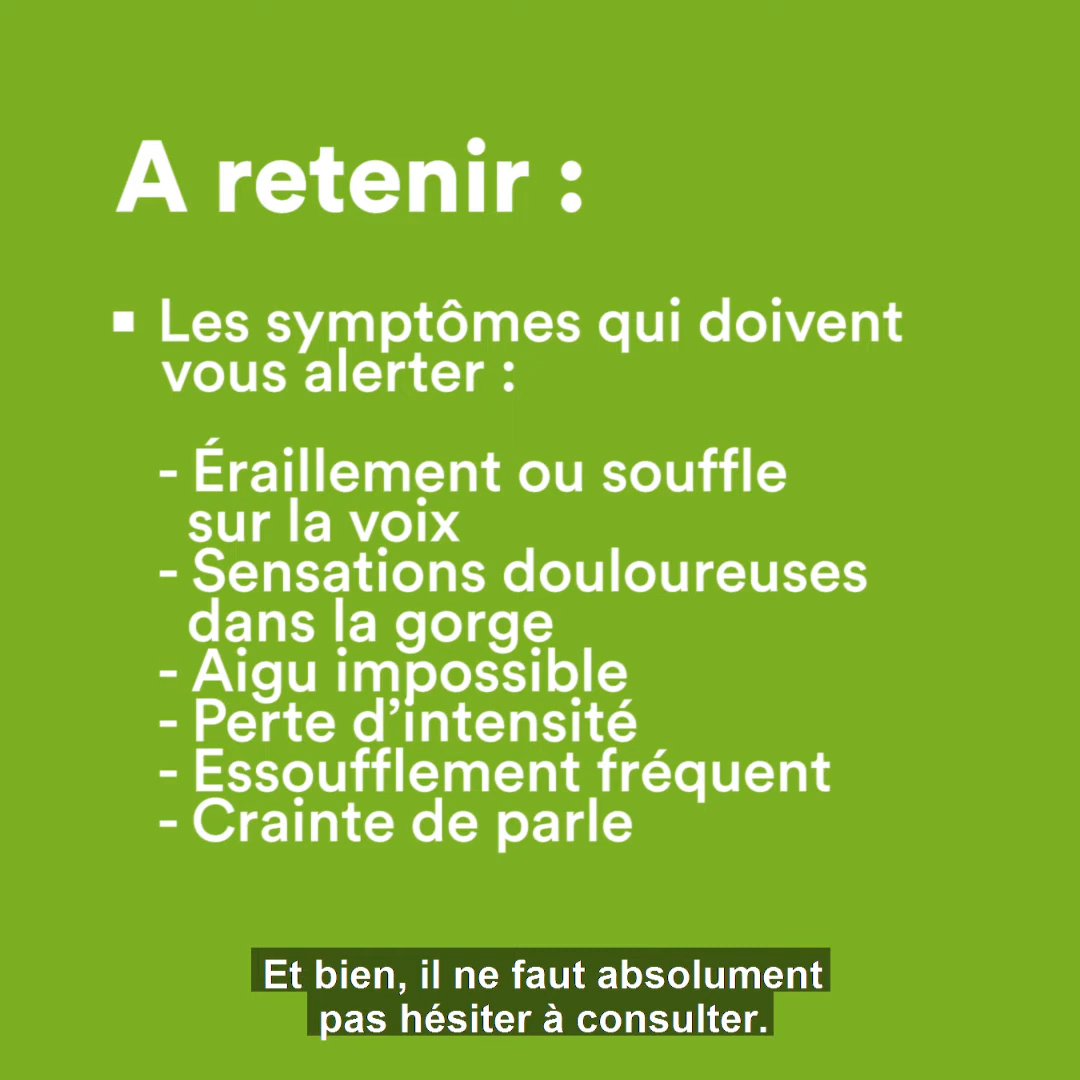 A retenir :
▪ Les symptômes qui doivent
vous alerter :
- Éraillement ou souffle
sur la voix
- Sensations douloureuses
dans la gorge
- Aigu impossible
- Perte d’intensité
- Essoufflement fréquent
- Crainte de parle
Et bien, il ne faut absolument
pas hésiter à consulter.